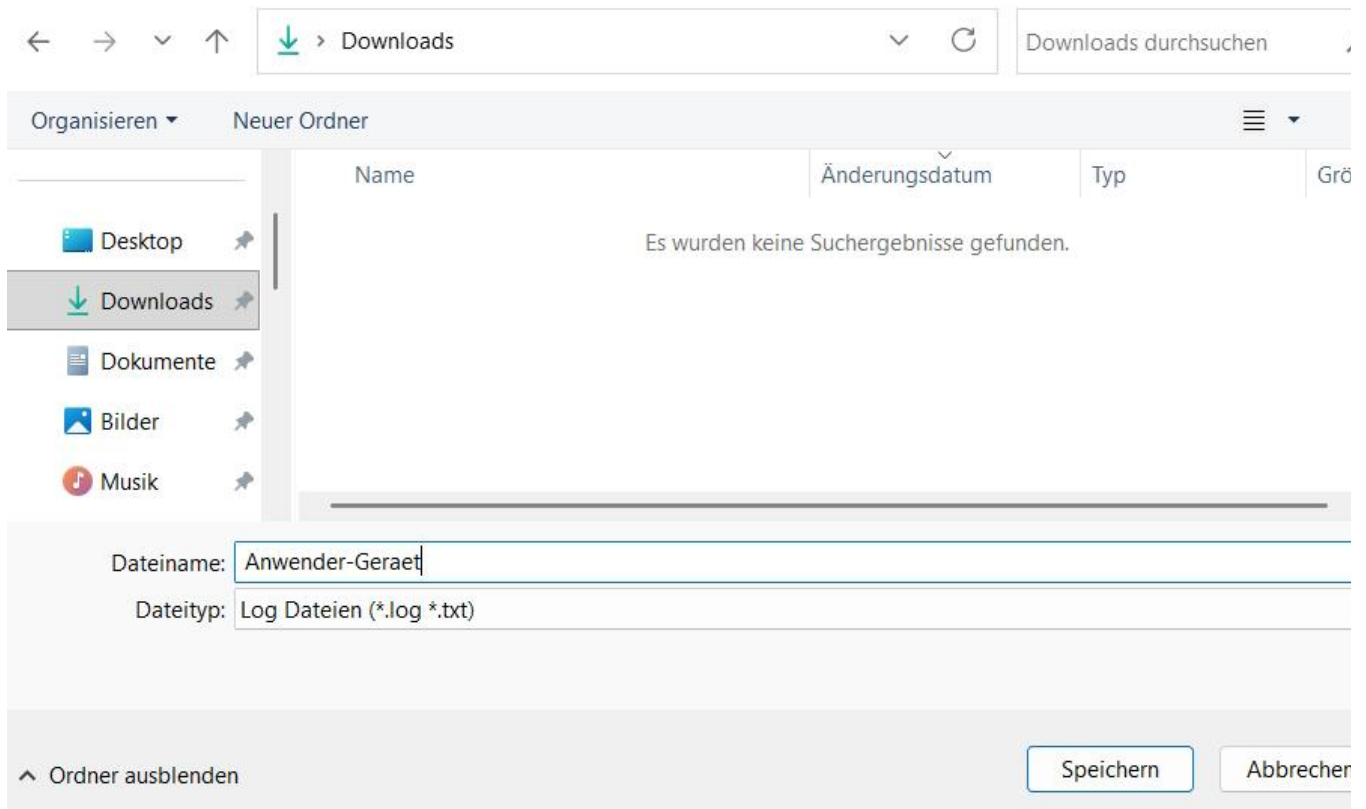 Downloads
Downloads durchsuchen
Organisieren
Neuer Ordner
Name
Änderungsdatum
Typ
Grö
Desktop
Downloads
Dokumente
Bilder
Musik
Es wurden keine Suchergebnisse gefunden.
Dateiname: Anwender-Geraet
Dateityp: Log Dateien (*.log *.txt)
Ordner ausblenden
Speichern
Abbrechen